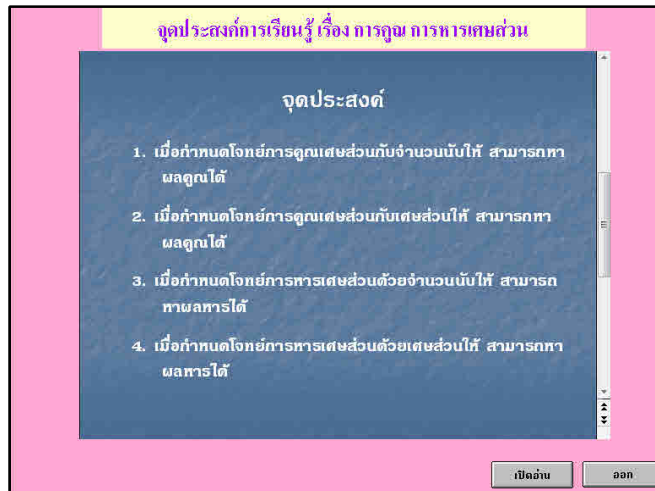 จุดประสงค์การเรียนรู้ เรื่อง การคูณ การหารเศษส่วน
จุดประสงค์
1. เมื่อกำหนดโจทย์การคูณเศษส่วนกับจำนวนนับให้ สามารถหา
ผลคูณได้
2. เมื่อกำหนดโจทย์การคูณเศษส่วนกับเศษส่วนให้ สามารถหา
ผลคูณได้
3. เมื่อกำหนดโจทย์การหารเศษส่วนด้วยจำนวนนับให้ สามารถ
หาผลหารได้
4. เมื่อกำหนดโจทย์การหารเศษส่วนด้วยเศษส่วนให้ สามารถหา
ผลหารได้
เปิดอ่าน ออก